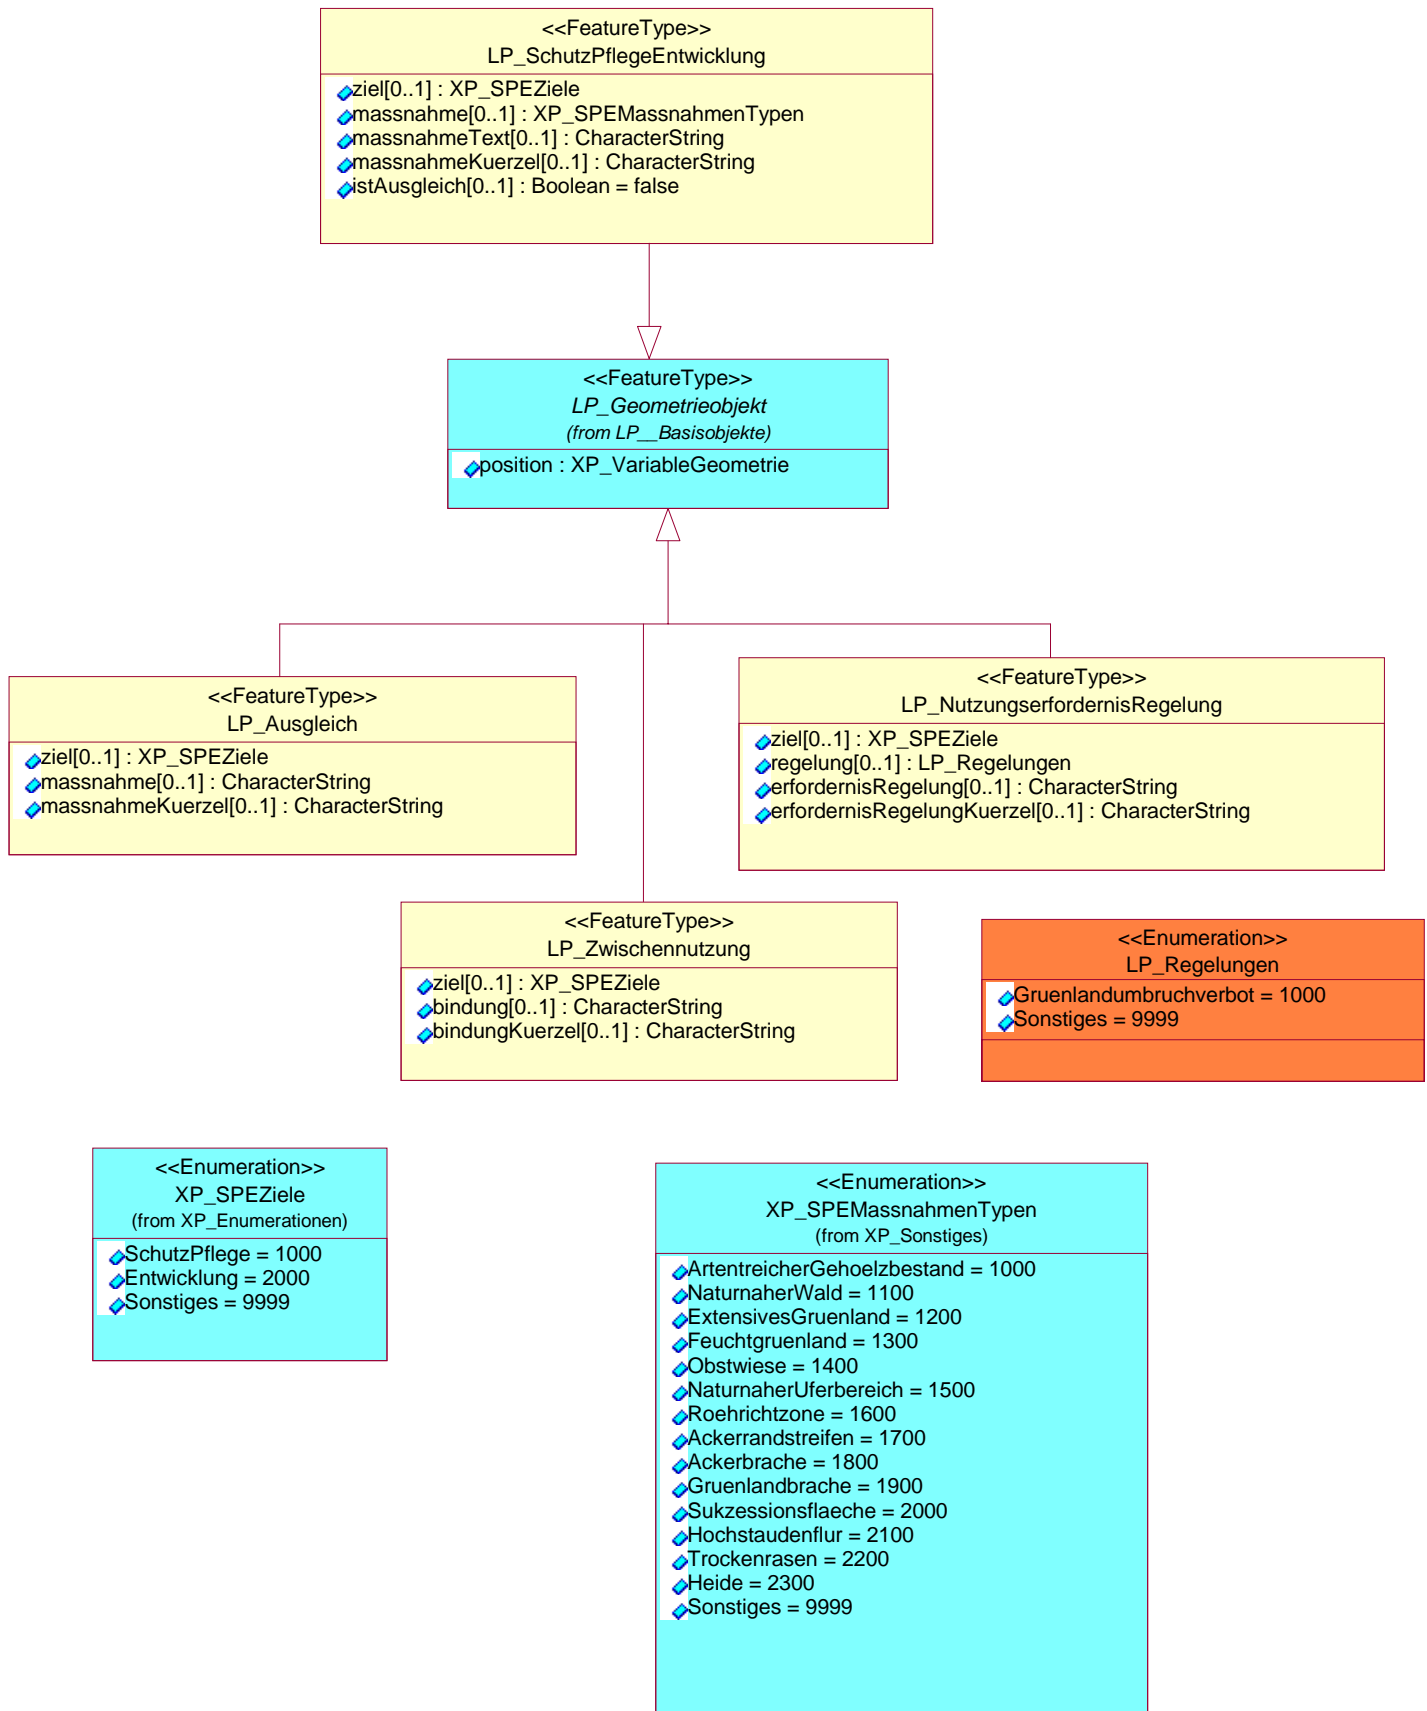 <<FeatureType>>
LP_SchutzPflegeEntwicklung
ziel[0..1] : XP_SPEZiele
massnahme[0..1] : XP_SPEMassnahmenTypen
massnahmeText[0..1] : CharacterString
massnahmeKuerzel[0..1] : CharacterString
istAusgleich[0..1] : Boolean = false
<<FeatureType>>
LP_Geometrieobjekt
(from LP__Basisobjekte)
position : XP_VariableGeometrie
<<FeatureType>>
LP_Ausgleich
ziel[0..1] : XP_SPEZiele
massnahme[0..1] : CharacterString
massnahmeKuerzel[0..1] : CharacterString
<<FeatureType>>
LP_NutzungserfordernisRegelung
ziel[0..1] : XP_SPEZiele
regelung[0..1] : LP_Regelungen
erfordernisRegelung[0..1] : CharacterString
erfordernisRegelungKuerzel[0..1] : CharacterString
<<FeatureType>>
LP_Zwischennutzung
ziel[0..1] : XP_SPEZiele
bindung[0..1] : CharacterString
bindungKuerzel[0..1] : CharacterString
<<Enumeration>>
LP_Regelungen
Gruenlandumbruchverbot = 1000
Sonstiges = 9999
<<Enumeration>>
XP_SPEZiele
(from XP_Enumerationen)
SchutzPflege = 1000
Entwicklung = 2000
Sonstiges = 9999
<<Enumeration>>
XP_SPEMassnahmenTypen
(from XP_Sonstiges)
ArtentreicherGehoelzbestand = 1000
NaturnaherWald = 1100
ExtensivesGruenland = 1200
Feuchtgruenland = 1300
Obstwiese = 1400
NaturnaherUferbereich = 1500
Roehrichtzone = 1600
Ackerrandstreifen = 1700
Ackerbrache = 1800
Gruenlandbrache = 1900
Sukzessionsflaeche = 2000
Hochstaudenflur = 2100
Trockenrasen = 2200
Heide = 2300
Sonstiges = 9999